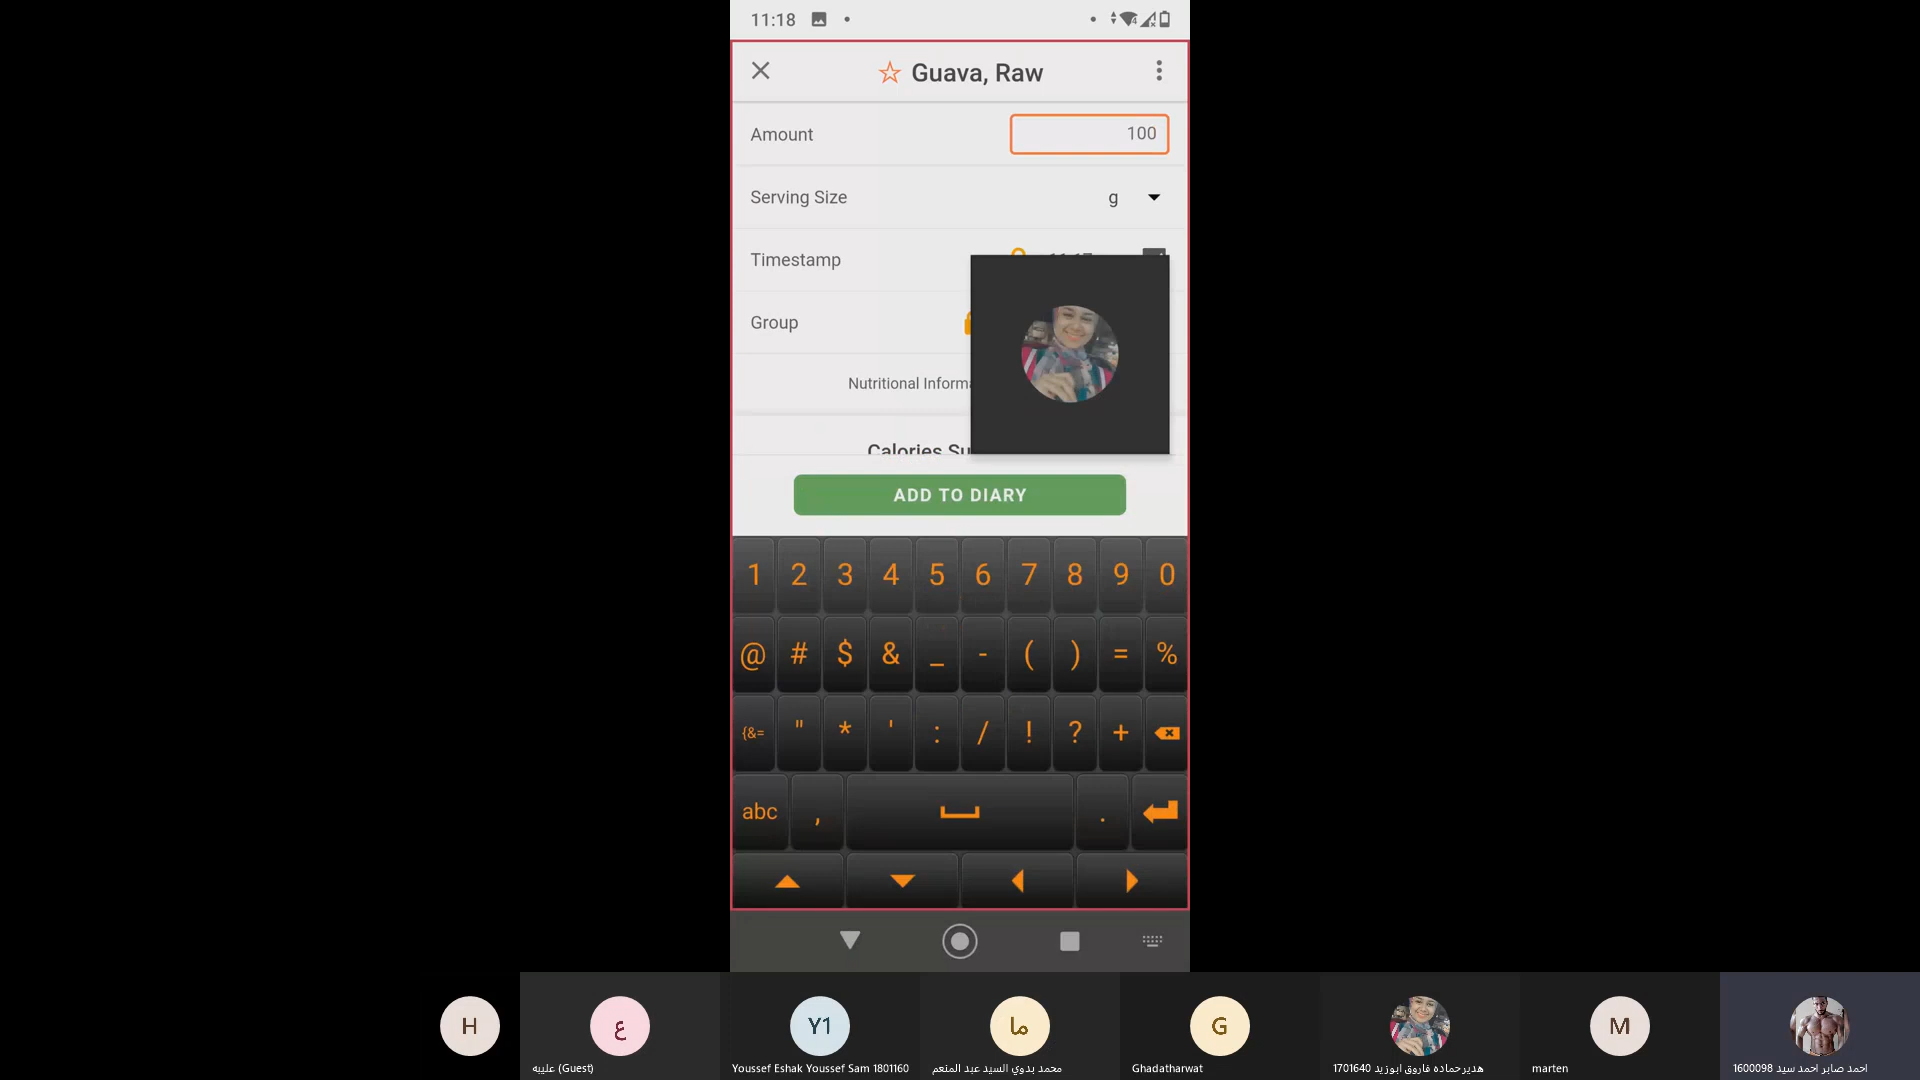 11:18
Guava, Raw
Amount
100
Serving Size
g
Timestamp
Group
Nutritional
Calories
ADD TO DIARY
1 2 3 4 5 6 7 8 9 0
@ # $ & _ - ( ) = %
{&= " * ' : / ! ? +
abc , .
H
ع
Y1
ما
G
M
عليبه (Guest)
Youssef Eshak Youssef Sam 1801160
محمد بدوي السيد عبد المنعم
Ghadatharwat
هديرحماده فاروق ابوزيد 1701640
marten
احمد صابر احمد سيد 1600098